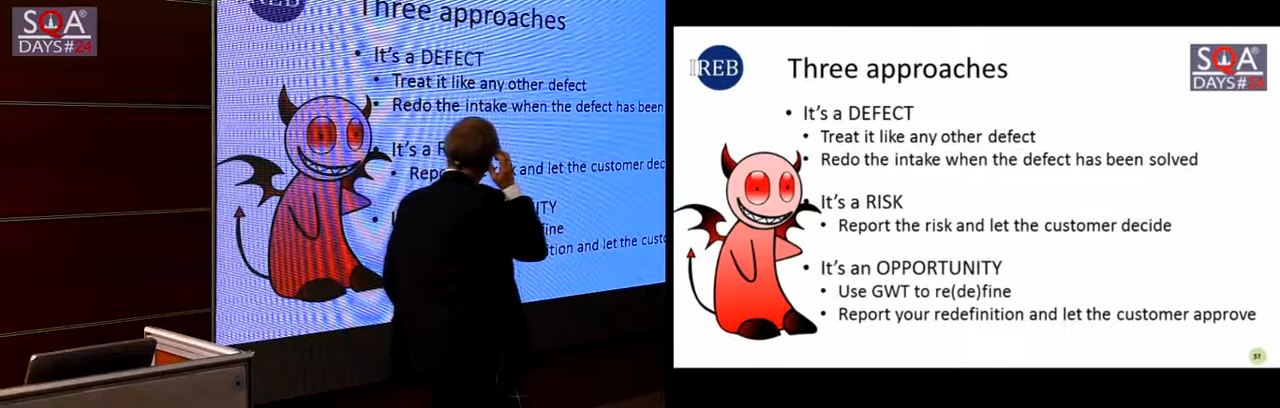 SQA®
DAYS#24
IREB
Three approaches
• It's a DEFECT
• Treat it like any other defect
• Redo the intake when the defect has been
• It's a R
• Repo k and let the customer dec
ITY
fine
ition and let the custo
IREB
Three approaches
SQA®
DAYS#24
• It's a DEFECT
• Treat it like any other defect
• Redo the intake when the defect has been solved
• It's a RISK
• Report the risk and let the customer decide
• It's an OPPORTUNITY
• Use GWT to re(de)fine
• Report your redefinition and let the customer approve
37